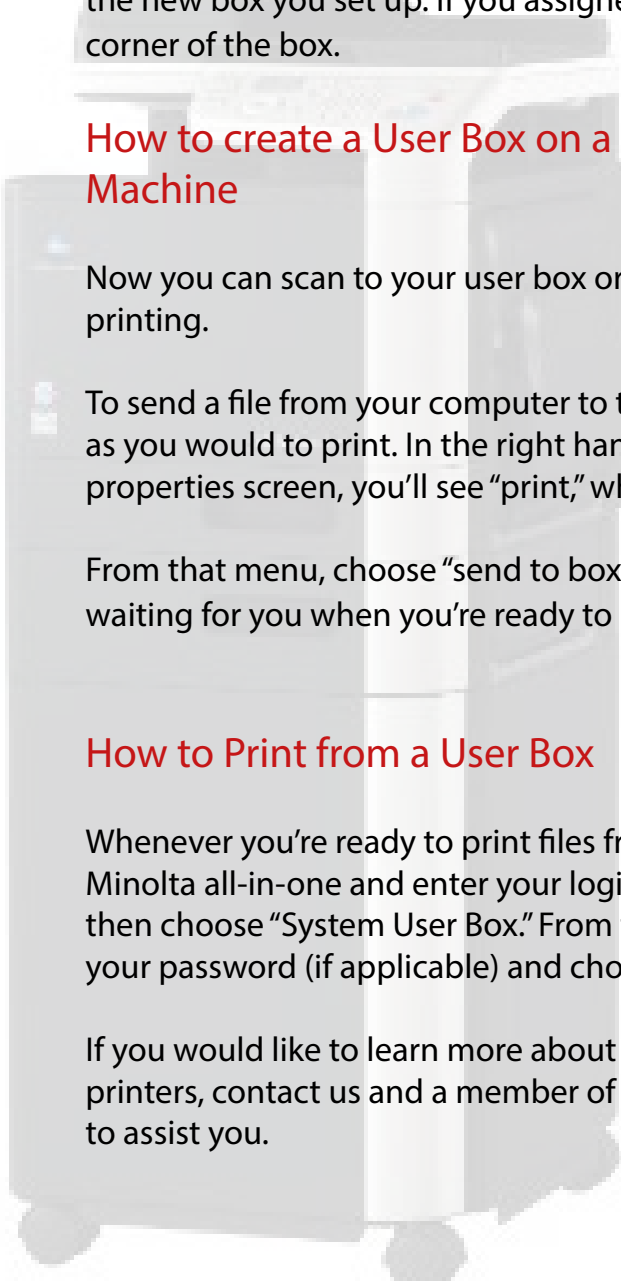 the new box you set up. If you assigne
corner of the box.
How to create a User Box on a
Machine
Now you can scan to your user box or
printing.
To send a file from your computer to t
as you would to print. In the right han
properties screen, you’ll see “print,” wh
From that menu, choose “send to box
waiting for you when you’re ready to
How to Print from a User Box
Whenever you’re ready to print files fr
Minolta all-in-one and enter your logi
then choose “System User Box.” From
your password (if applicable) and cho
If you would like to learn more about
printers, contact us and a member of
to assist you.